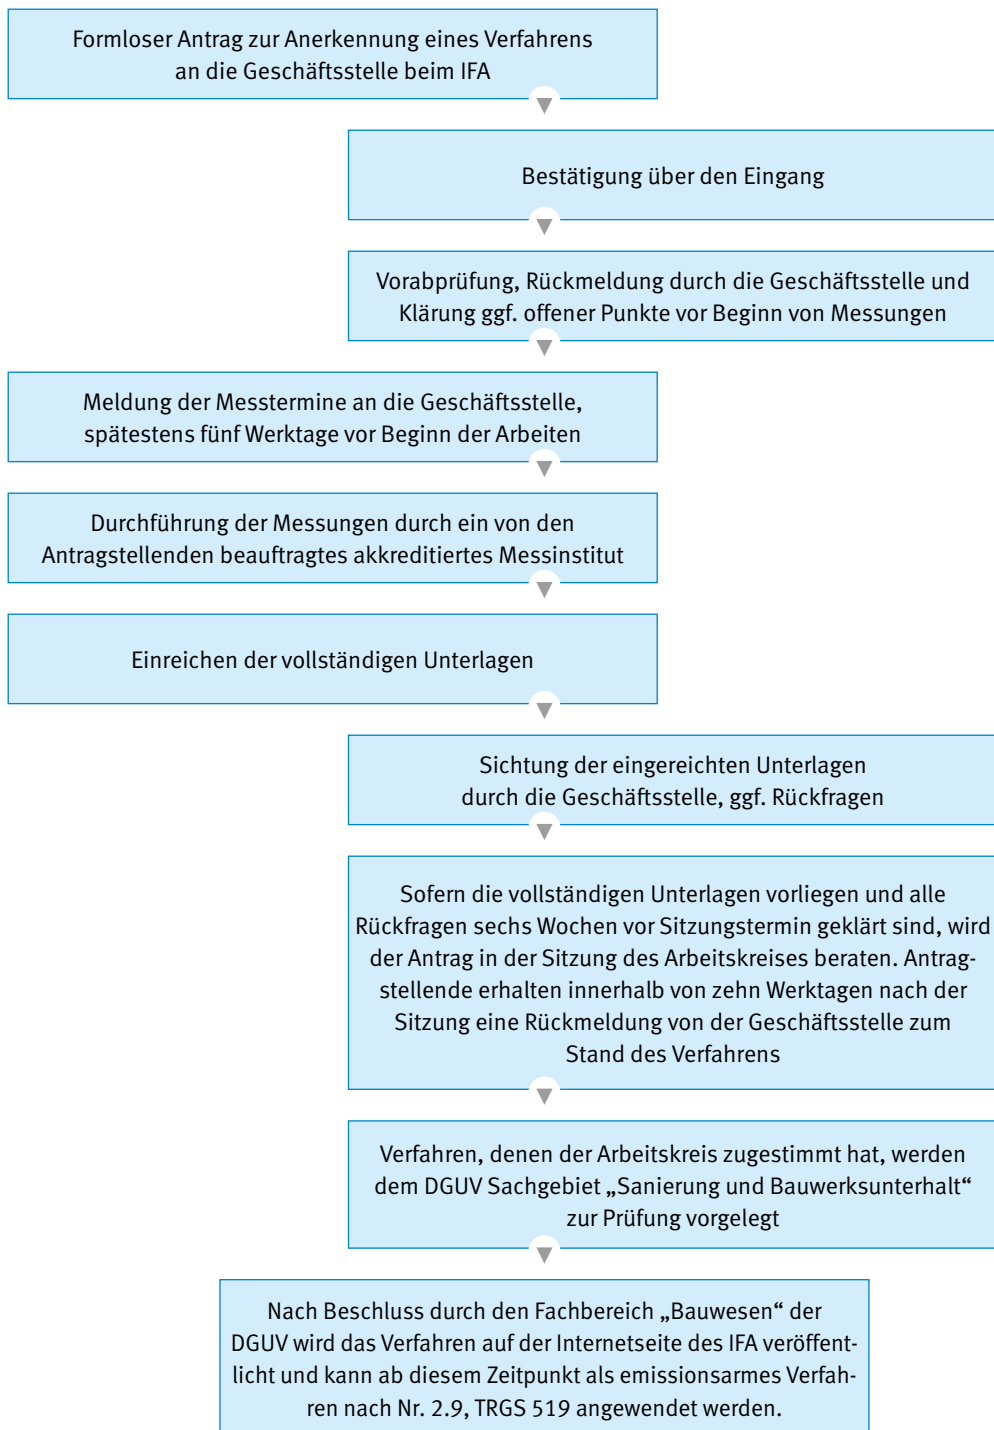 Formloser Antrag zur Anerkennung eines Verfahrens
an die Geschäftsstelle beim IFA
Bestätigung über den Eingang
Vorabprüfung, Rückmeldung durch die Geschäftsstelle und
Klärung ggf. offener Punkte vor Beginn von Messungen
Meldung der Messtermine an die Geschäftsstelle,
spätestens fünf Werktage vor Beginn der Arbeiten
Durchführung der Messungen durch ein von den
Antragstellenden beauftragtes akkreditiertes Messinstitut
Einreichen der vollständigen Unterlagen
Sichtung der eingereichten Unterlagen
durch die Geschäftsstelle, ggf. Rückfragen
Sofern die vollständigen Unterlagen vorliegen und alle
Rückfragen sechs Wochen vor Sitzungstermin geklärt sind, wird
der Antrag in der Sitzung des Arbeitskreises beraten. Antrag-
stellende erhalten innerhalb von zehn Werktagen nach der
Sitzung eine Rückmeldung von der Geschäftsstelle zum
Stand des Verfahrens
Verfahren, denen der Arbeitskreis zugestimmt hat, werden
dem DGUV Sachgebiet „Sanierung und Bauwerksunterhalt“
zur Prüfung vorgelegt
Nach Beschluss durch den Fachbereich „Bauwesen“ der
DGUV wird das Verfahren auf der Internetseite des IFA veröffent-
licht und kann ab diesem Zeitpunkt als emissionsarmes Verfah-
ren nach Nr. 2.9, TRGS 519 angewendet werden.